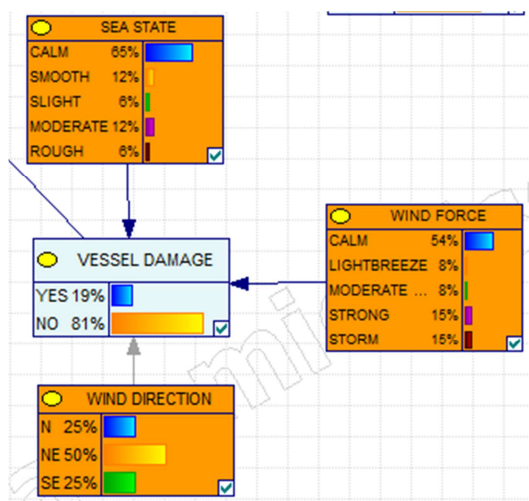 SEA STATE
CALM 65%
SMOOTH 12%
SLIGHT 6%
MODERATE 12%
ROUGH 6%
WIND FORCE
CALM 54%
LIGHTBREEZE 8%
MODERATE ... 8%
STRONG 15%
STORM 15%
VESSEL DAMAGE
YES 19%
NO 81%
WIND DIRECTION
N 25%
NE 50%
SE 25%